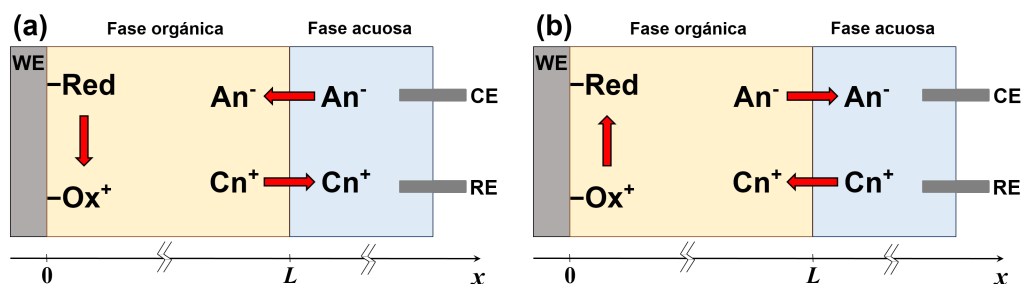 (a)
Fase orgánica
Fase acuosa
WE
Red
An⁻
An⁻
CE
Cn⁺
Cn⁺
Ox⁺
RE
0
L
x
(b)
Fase orgánica
Fase acuosa
WE
Red
An⁻
An⁻
CE
Cn⁺
Cn⁺
Ox⁺
RE
0
L
x